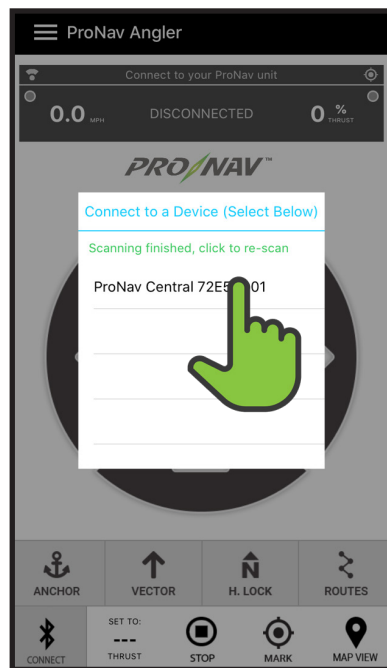 ProNav Angler
Connect to your ProNav unit
0.0 MPH DISCONNECTED 0 % THRUST
PRO NAV™
Connect to a Device (Select Below)
Scanning finished, click to re-scan
ProNav Central
ANCHOR VECTOR N H. LOCK ROUTES
SET TO:
---
CONNECT THRUST STOP MARK MAP VIEW